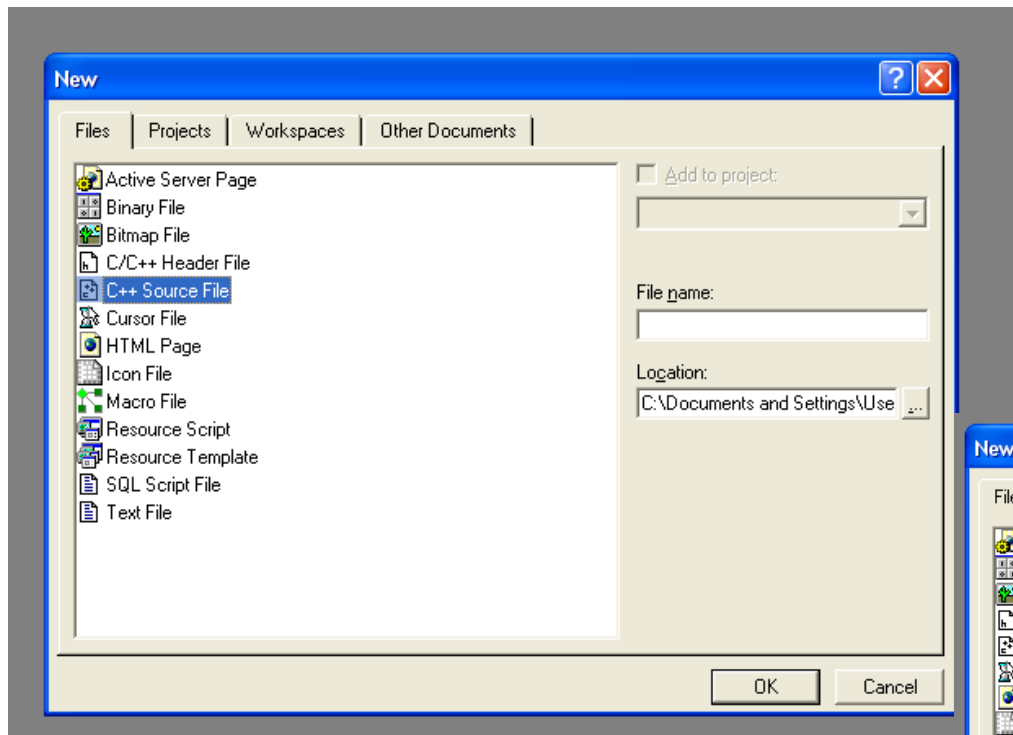 New
Files Projects Workspaces Other Documents
Active Server Page
Binary File
Bitmap File
C/C++ Header File
C++ Source File
Cursor File
HTML Page
Icon File
Macro File
Resource Script
Resource Template
SQL Script File
Text File
Add to project:
File name:
Location:
C:\Documents and Settings\Use ...
OK Cancel
New
File